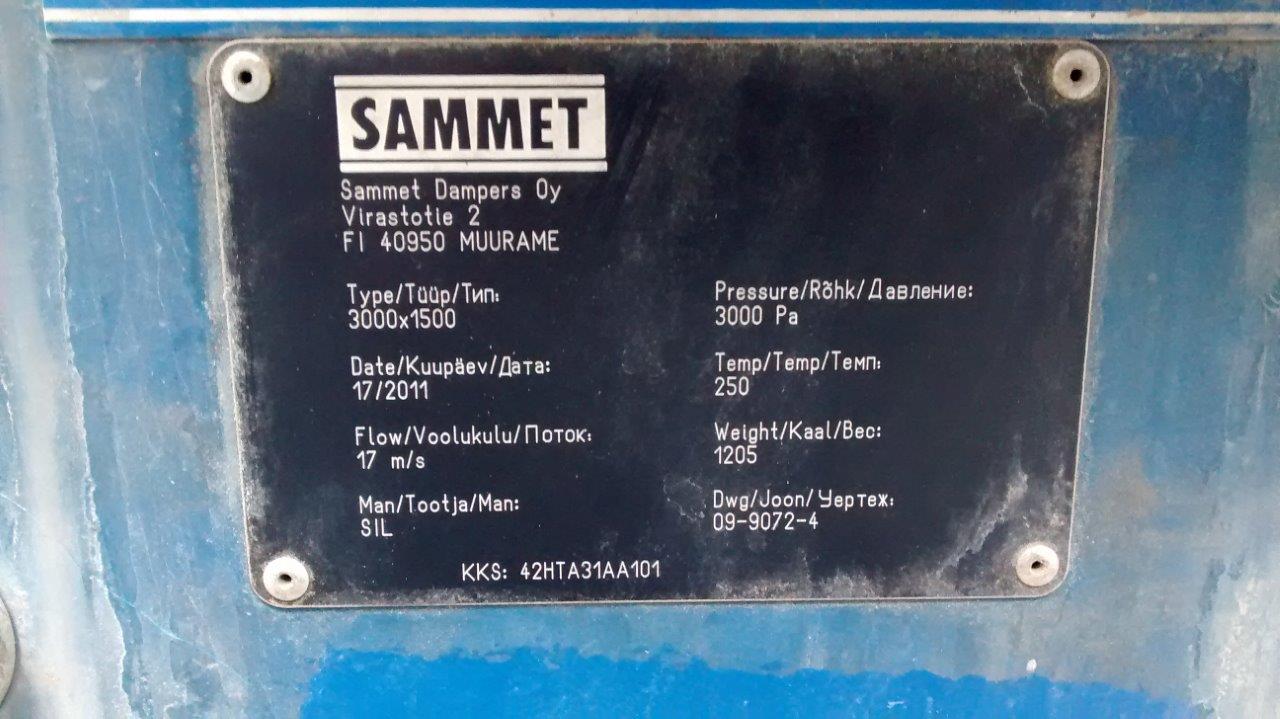 SAMMET
Sammet Dampers Oy
Virastotie 2
FI 40950 MUURAME
Type/Tüüp/Тип:
3000x1500
Date/Kuupäev/Дата:
17/2011
Flow/Voolukulu/Поток:
17 m/s
Man/Tootja/Man:
SIL
Pressure/Rõhk/Давление:
3000 Pa
Temp/Temp/Темп:
250
Weight/Kaal/Вес:
1205
Dwg/Joon/Уертеж:
09-9072-4
KKS: 42HTA31AA101